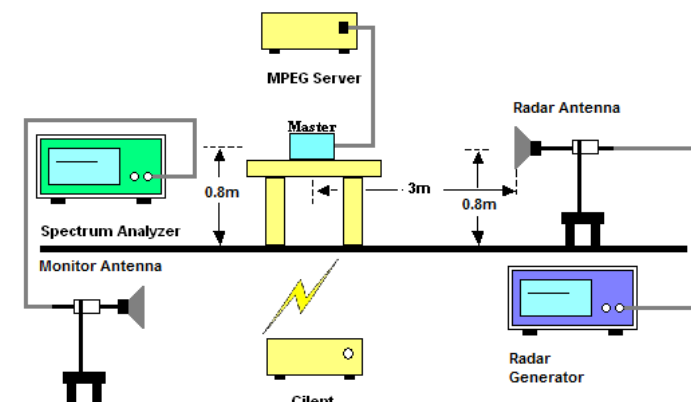 MPEG Server
Master
Radar Antenna
0.8m
3m
0.8m
Spectrum Analyzer
Monitor Antenna
Radar
Generator
Cilent